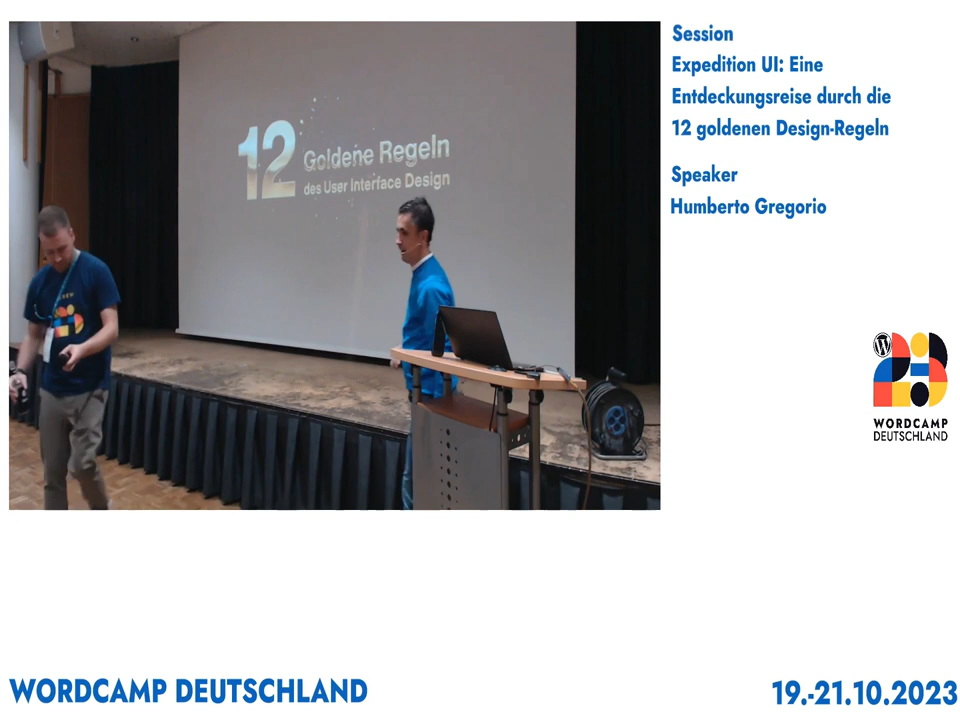 12
Goldene Regeln
des User Interface Design
Session
Expedition UI: Eine
Entdeckungsreise durch die
12 goldenen Design-Regeln
Speaker
Humberto Gregorio
WORDCAMP
DEUTSCHLAND
WORDCAMP DEUTSCHLAND
19.-21.10.2023